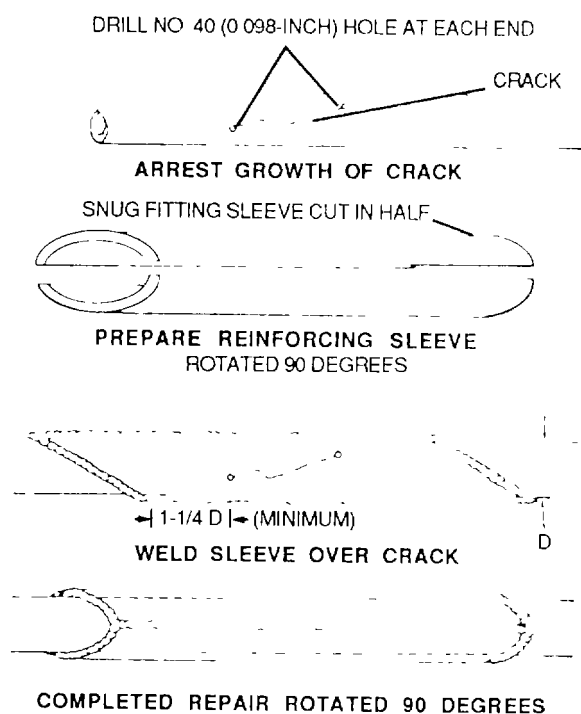 DRILL NO 40 (0 098-INCH) HOLE AT EACH END
CRACK
ARREST GROWTH OF CRACK
SNUG FITTING SLEEVE CUT IN HALF
PREPARE REINFORCING SLEEVE
ROTATED 90 DEGREES
1-1/4 D (MINIMUM)
D
WELD SLEEVE OVER CRACK
COMPLETED REPAIR ROTATED 90 DEGREES